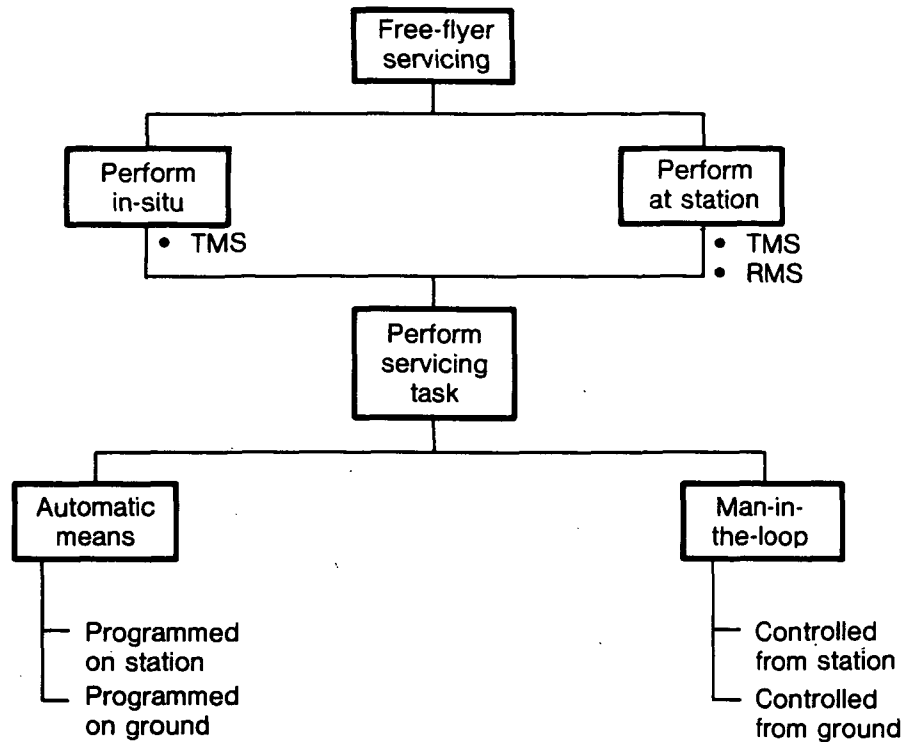 Free-flyer
servicing
Perform
in-situ
• TMS
Perform
at station
• TMS
• RMS
Perform
servicing
task
Automatic
means
Programmed
on station
Programmed
on ground
Man-in-
the-loop
Controlled
from station
Controlled
from ground